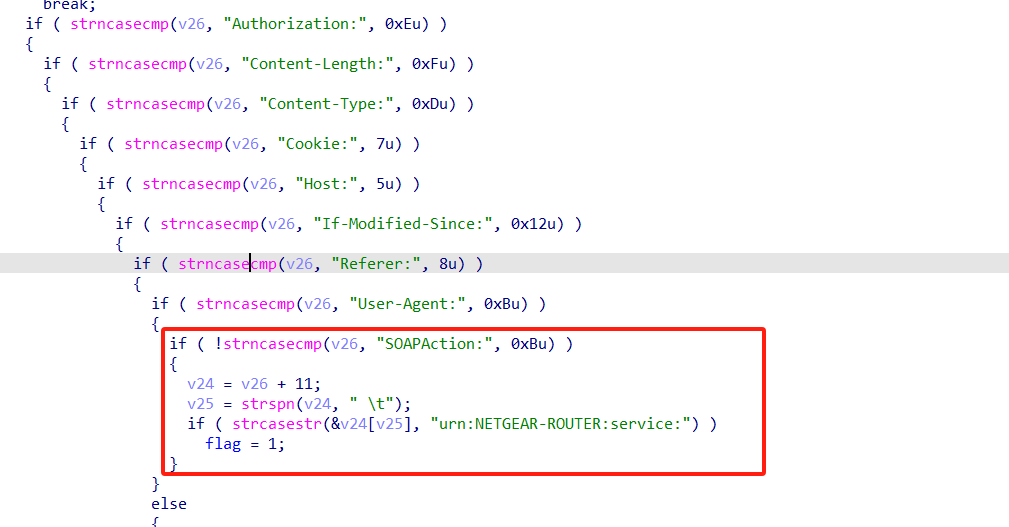 break;
if ( strncasecmp(v26, "Authorization:", 0xEu) )
{
if ( strncasecmp(v26, "Content-Length:", 0xFu) )
{
if ( strncasecmp(v26, "Content-Type:", 0xDu) )
{
if ( strncasecmp(v26, "Cookie:", 7u) )
{
if ( strncasecmp(v26, "Host:", 5u) )
{
if ( strncasecmp(v26, "If-Modified-Since:", 0x12u) )
{
if ( strncasecmp(v26, "Referer:", 8u) )
{
if ( strncasecmp(v26, "User-Agent:", 0xBu) )
{
if ( !strncasecmp(v26, "SOAPAction:", 0xBu) )
{
v24 = v26 + 11;
v25 = strspn(v24, " \t");
if ( strcasestr(&v24[v25], "urn:NETGEAR-ROUTER:service:") )
flag = 1;
}
}
else
{